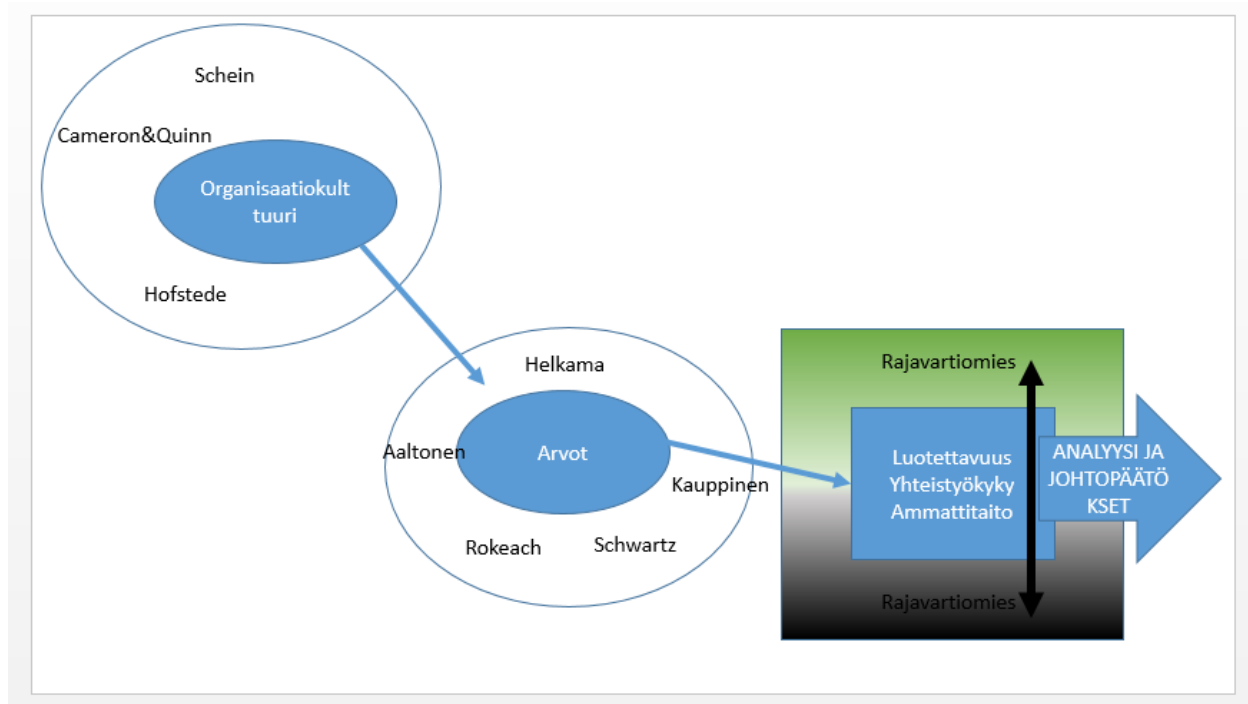 Schein
Cameron&Quinn
Organisaatiokult
tuuri
Hofstede
Helkama
Aaltonen
Arvot
Kauppinen
Rokeach
Schwartz
Rajavartiomies
Luotettavuus
Yhteistyökyky
Ammattitaito
Rajavartiomies
ANALYYSI JA
JOHTOPÄÄTÖ
KSET